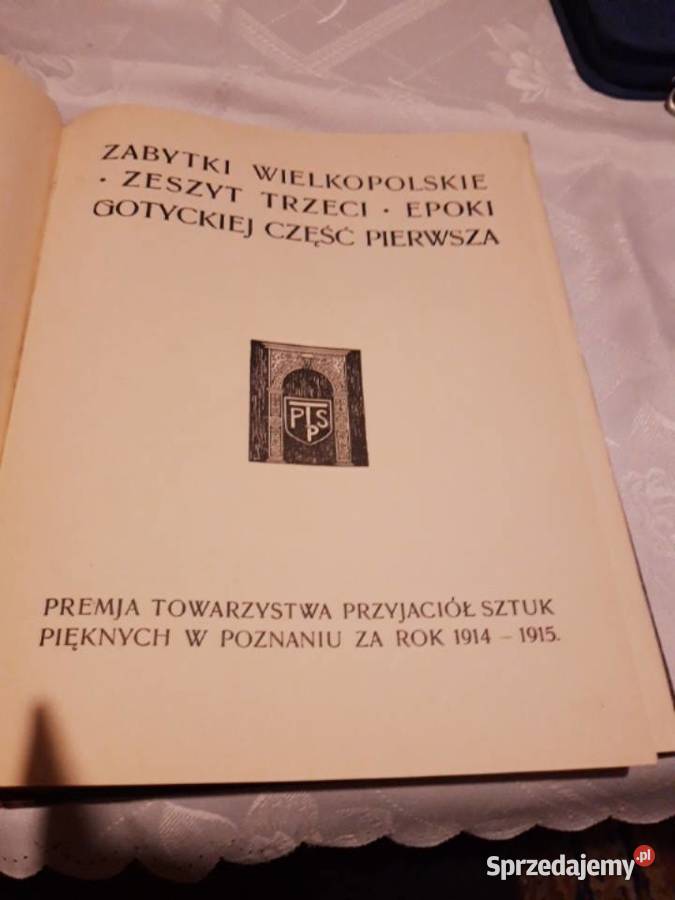 ZABYTKI WIELKOPOLSKIE
· ZESZYT TRZECI · EPOKI
GOTYCKIEJ CZĘŚĆ PIERWSZA
PTPS
PREMJA TOWARZYSTWA PRZYJACIÓŁ SZTUK
PIĘKNYCH W POZNANIU ZA ROK 1914 – 1915.
Sprzedajemy.pl